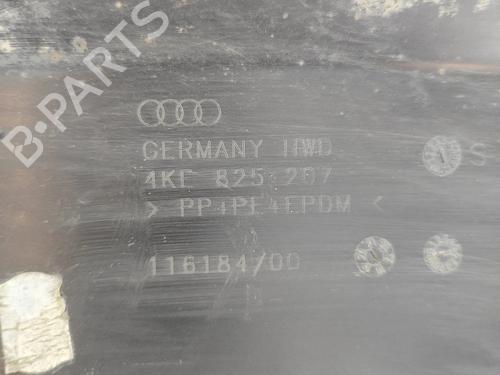 B-PARTS
GERMANY HWD
4KE 825 207
> PP+PE+EPDM <
116184/00